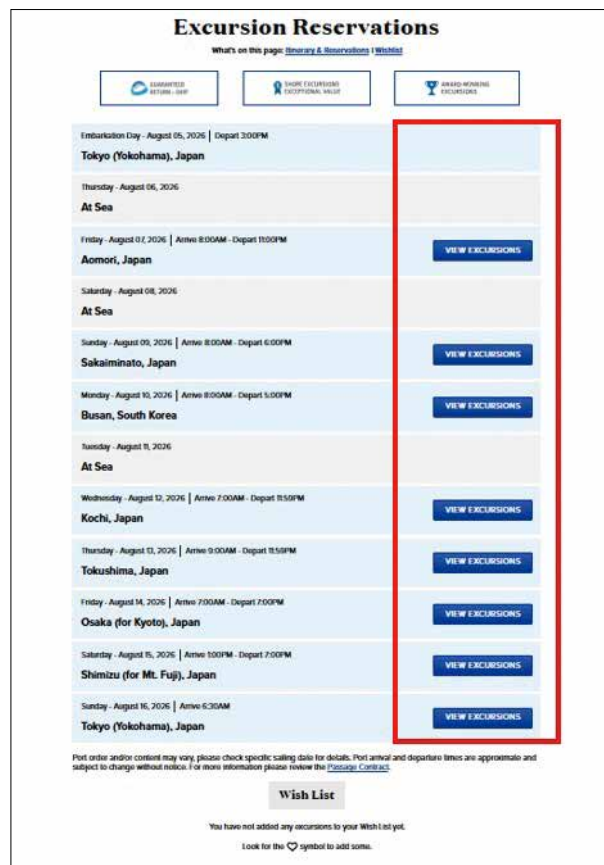 Excursion Reservations
What's on this page: Itinerary & Reservations | Wishlist
GUARANTEED
RETURN-TO-SHIP
SHORE EXCURSIONS
EXCEPTIONAL VALUE
AWARD-WINNING
EXCURSIONS
Embarkation Day - August 05, 2026 | Depart 3:00PM
Tokyo (Yokohama), Japan
Thursday - August 06, 2026
At Sea
Friday - August 07, 2026 | Arrive 8:00AM - Depart 11:00PM
Aomori, Japan
VIEW EXCURSIONS
Saturday - August 08, 2026
At Sea
Sunday - August 09, 2026 | Arrive 8:00AM - Depart 6:00PM
Sakaiminato, Japan
VIEW EXCURSIONS
Monday - August 10, 2026 | Arrive 8:00AM - Depart 5:00PM
Busan, South Korea
VIEW EXCURSIONS
Tuesday - August 11, 2026
At Sea
Wednesday - August 12, 2026 | Arrive 7:00AM - Depart 11:59PM
Kochi, Japan
VIEW EXCURSIONS
Thursday - August 13, 2026 | Arrive 9:00AM - Depart 11:59PM
Tokushima, Japan
VIEW EXCURSIONS
Friday - August 14, 2026 | Arrive 7:00AM - Depart 7:00PM
Osaka (for Kyoto), Japan
VIEW EXCURSIONS
Saturday - August 15, 2026 | Arrive 1:00PM - Depart 7:00PM
Shimizu (for Mt. Fuji), Japan
VIEW EXCURSIONS
Sunday - August 16, 2026 | Arrive 6:30AM
Tokyo (Yokohama), Japan
VIEW EXCURSIONS
Port order and/or content may vary, please check specific sailing date for details. Port arrival and departure times are approximate and
subject to change without notice. For more information please review the Passage Contract.
Wish List
You have not added any excursions to your Wish List yet.
Look for the ♡ symbol to add some.